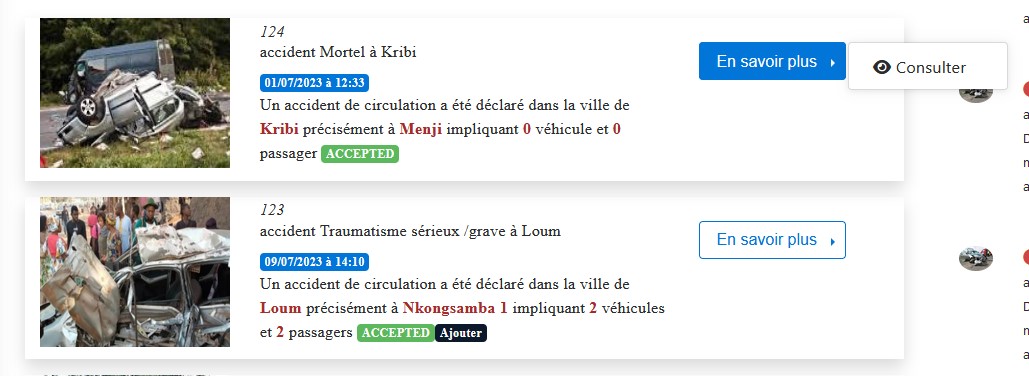 124
accident Mortel à Kribi
01/07/2023 à 12:33
Un accident de circulation a été déclaré dans la ville de
Kribi précisément à Menji impliquant 0 véhicule et 0
passager ACCEPTED
En savoir plus
Consulter
123
accident Traumatisme sérieux /grave à Loum
09/07/2023 à 14:10
Un accident de circulation a été déclaré dans la ville de
Loum précisément à Nkongsamba 1 impliquant 2 véhicules
et 2 passagers ACCEPTED Ajouter
En savoir plus